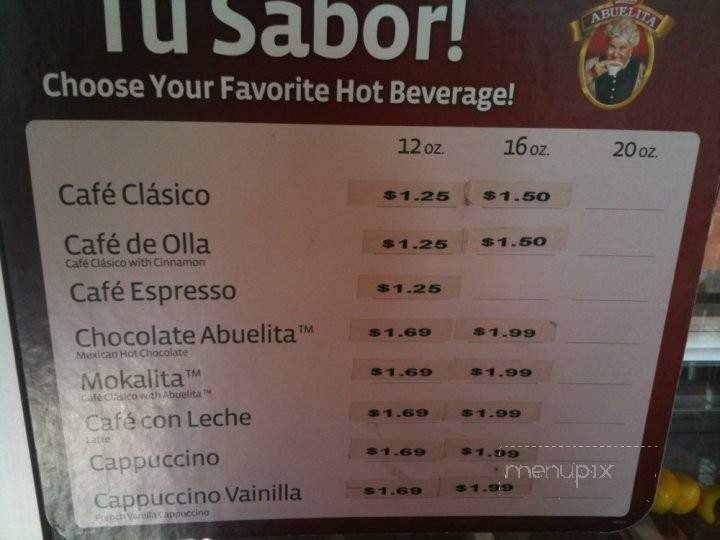 Tu Sabor!
ABUELITA
Choose Your Favorite Hot Beverage!
12 oz. 16 oz. 20 oz.
Café Clásico $1.25 $1.50
Café de Olla $1.25 $1.50
Café Clásico with Cinnamon
Café Espresso $1.25
Chocolate Abuelita™ $1.69 $1.99
Mexican Hot Chocolate
Mokalita™ $1.69 $1.99
Café Clásico with Abuelita™
Café con Leche $1.69 $1.99
Latte
Cappuccino $1.69 $1.99
menupix
Cappuccino Vainilla $1.69 $1.99
French Vanilla Cappuccino